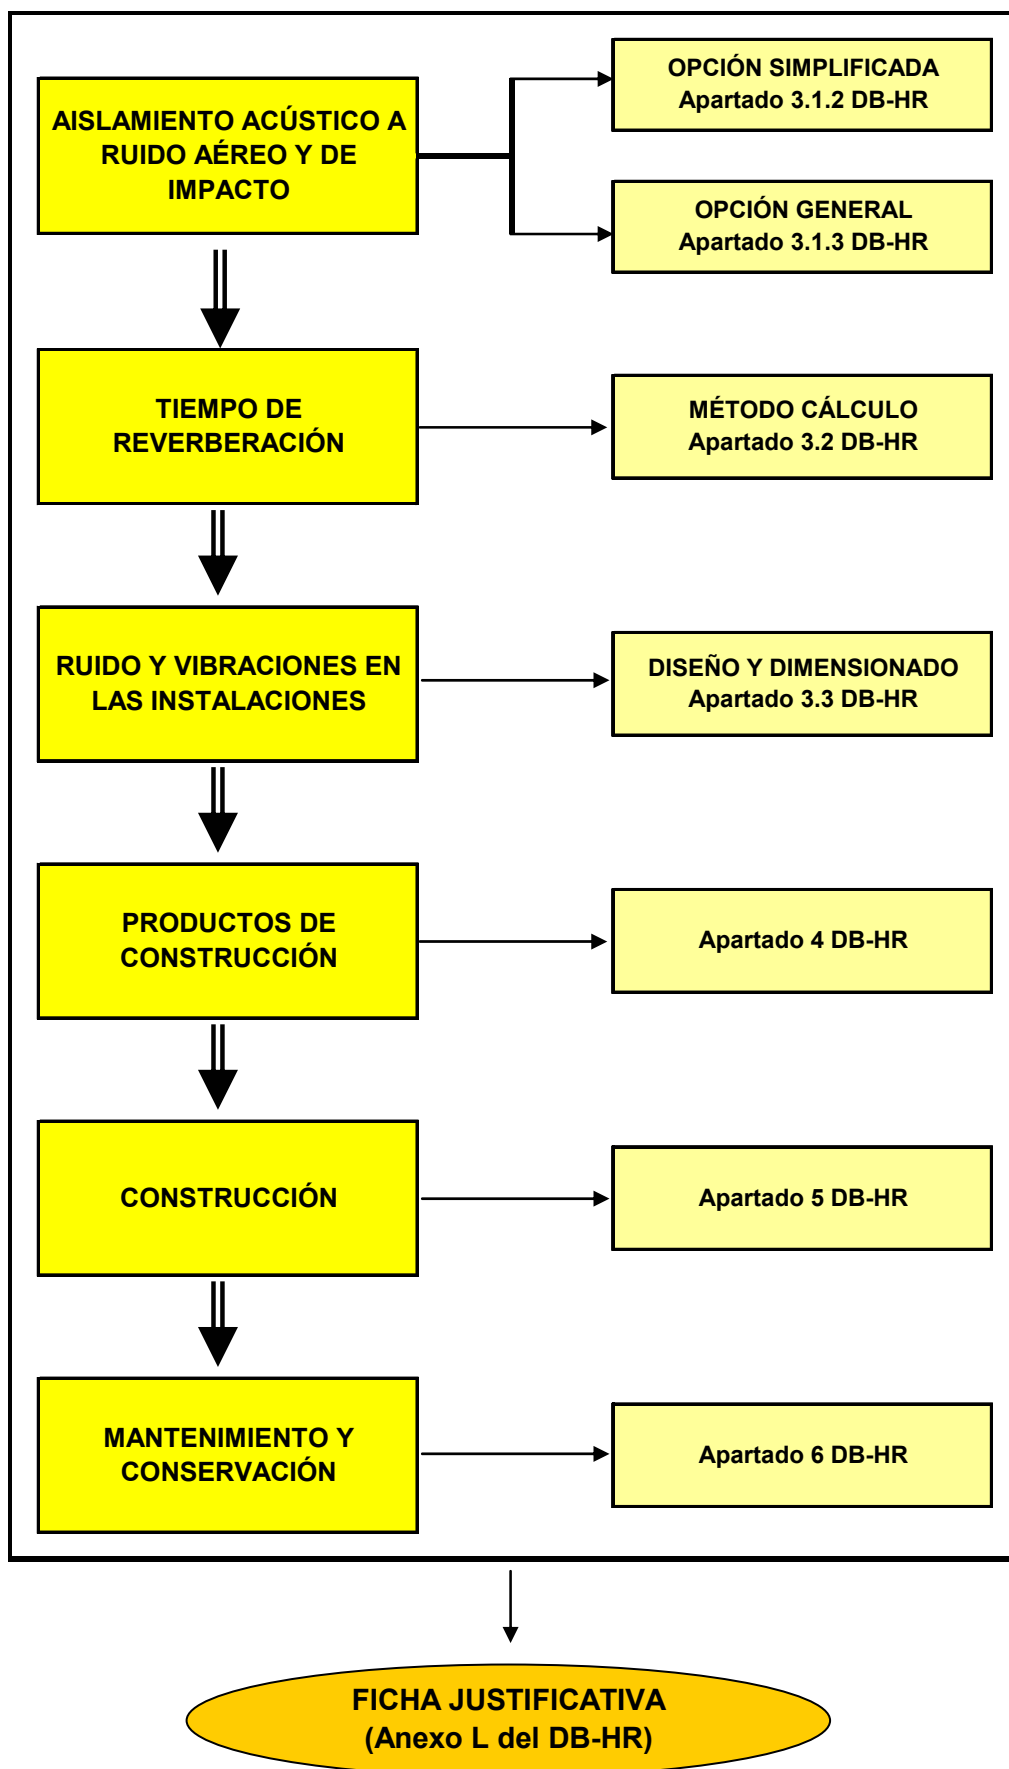 AISLAMIENTO ACÚSTICO A
RUIDO AÉREO Y DE
IMPACTO
OPCIÓN SIMPLIFICADA
Apartado 3.1.2 DB-HR
OPCIÓN GENERAL
Apartado 3.1.3 DB-HR
TIEMPO DE
REVERBERACIÓN
MÉTODO CÁLCULO
Apartado 3.2 DB-HR
RUIDO Y VIBRACIONES EN
LAS INSTALACIONES
DISEÑO Y DIMENSIONADO
Apartado 3.3 DB-HR
PRODUCTOS DE
CONSTRUCCIÓN
Apartado 4 DB-HR
CONSTRUCCIÓN
Apartado 5 DB-HR
MANTENIMIENTO Y
CONSERVACIÓN
Apartado 6 DB-HR
FICHA JUSTIFICATIVA
(Anexo L del DB-HR)